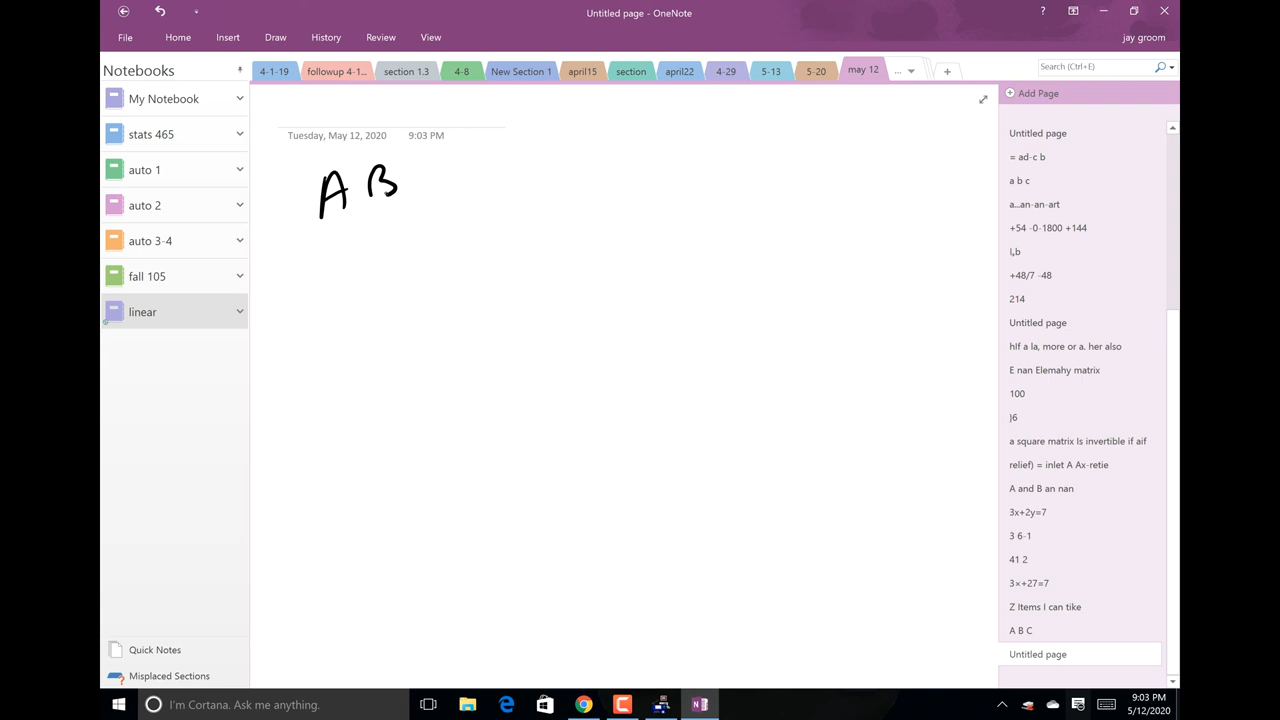 Untitled page - OneNote
?
File Home Insert Draw History Review View
jay groom
Notebooks
4-1-19 followup 4-1... section 1.3 4-8 New Section 1 april15 section april22 4-29 5-13 5-20 may 12 ... +
Search (Ctrl+E)
My Notebook
stats 465
auto 1
auto 2
auto 3-4
fall 105
linear
Quick Notes
Misplaced Sections
Tuesday, May 12, 2020 9:03 PM
A B
Add Page
Untitled page
= ad-c b
a b c
a...an-an-art
+54 -0-1800 +144
+48/7 -48
214
Untitled page
hIf a la, more or a. her also
E nan Elemahy matrix
100
}6
a square matrix Is invertible if aif
relief) = inlet A Ax-retie
A and B an nan
3x+2y=7
3 6-1
41 2
3×+27=7
Z Items I can tike
A B C
Untitled page
I'm Cortana. Ask me anything.
9:03 PM
5/12/2020